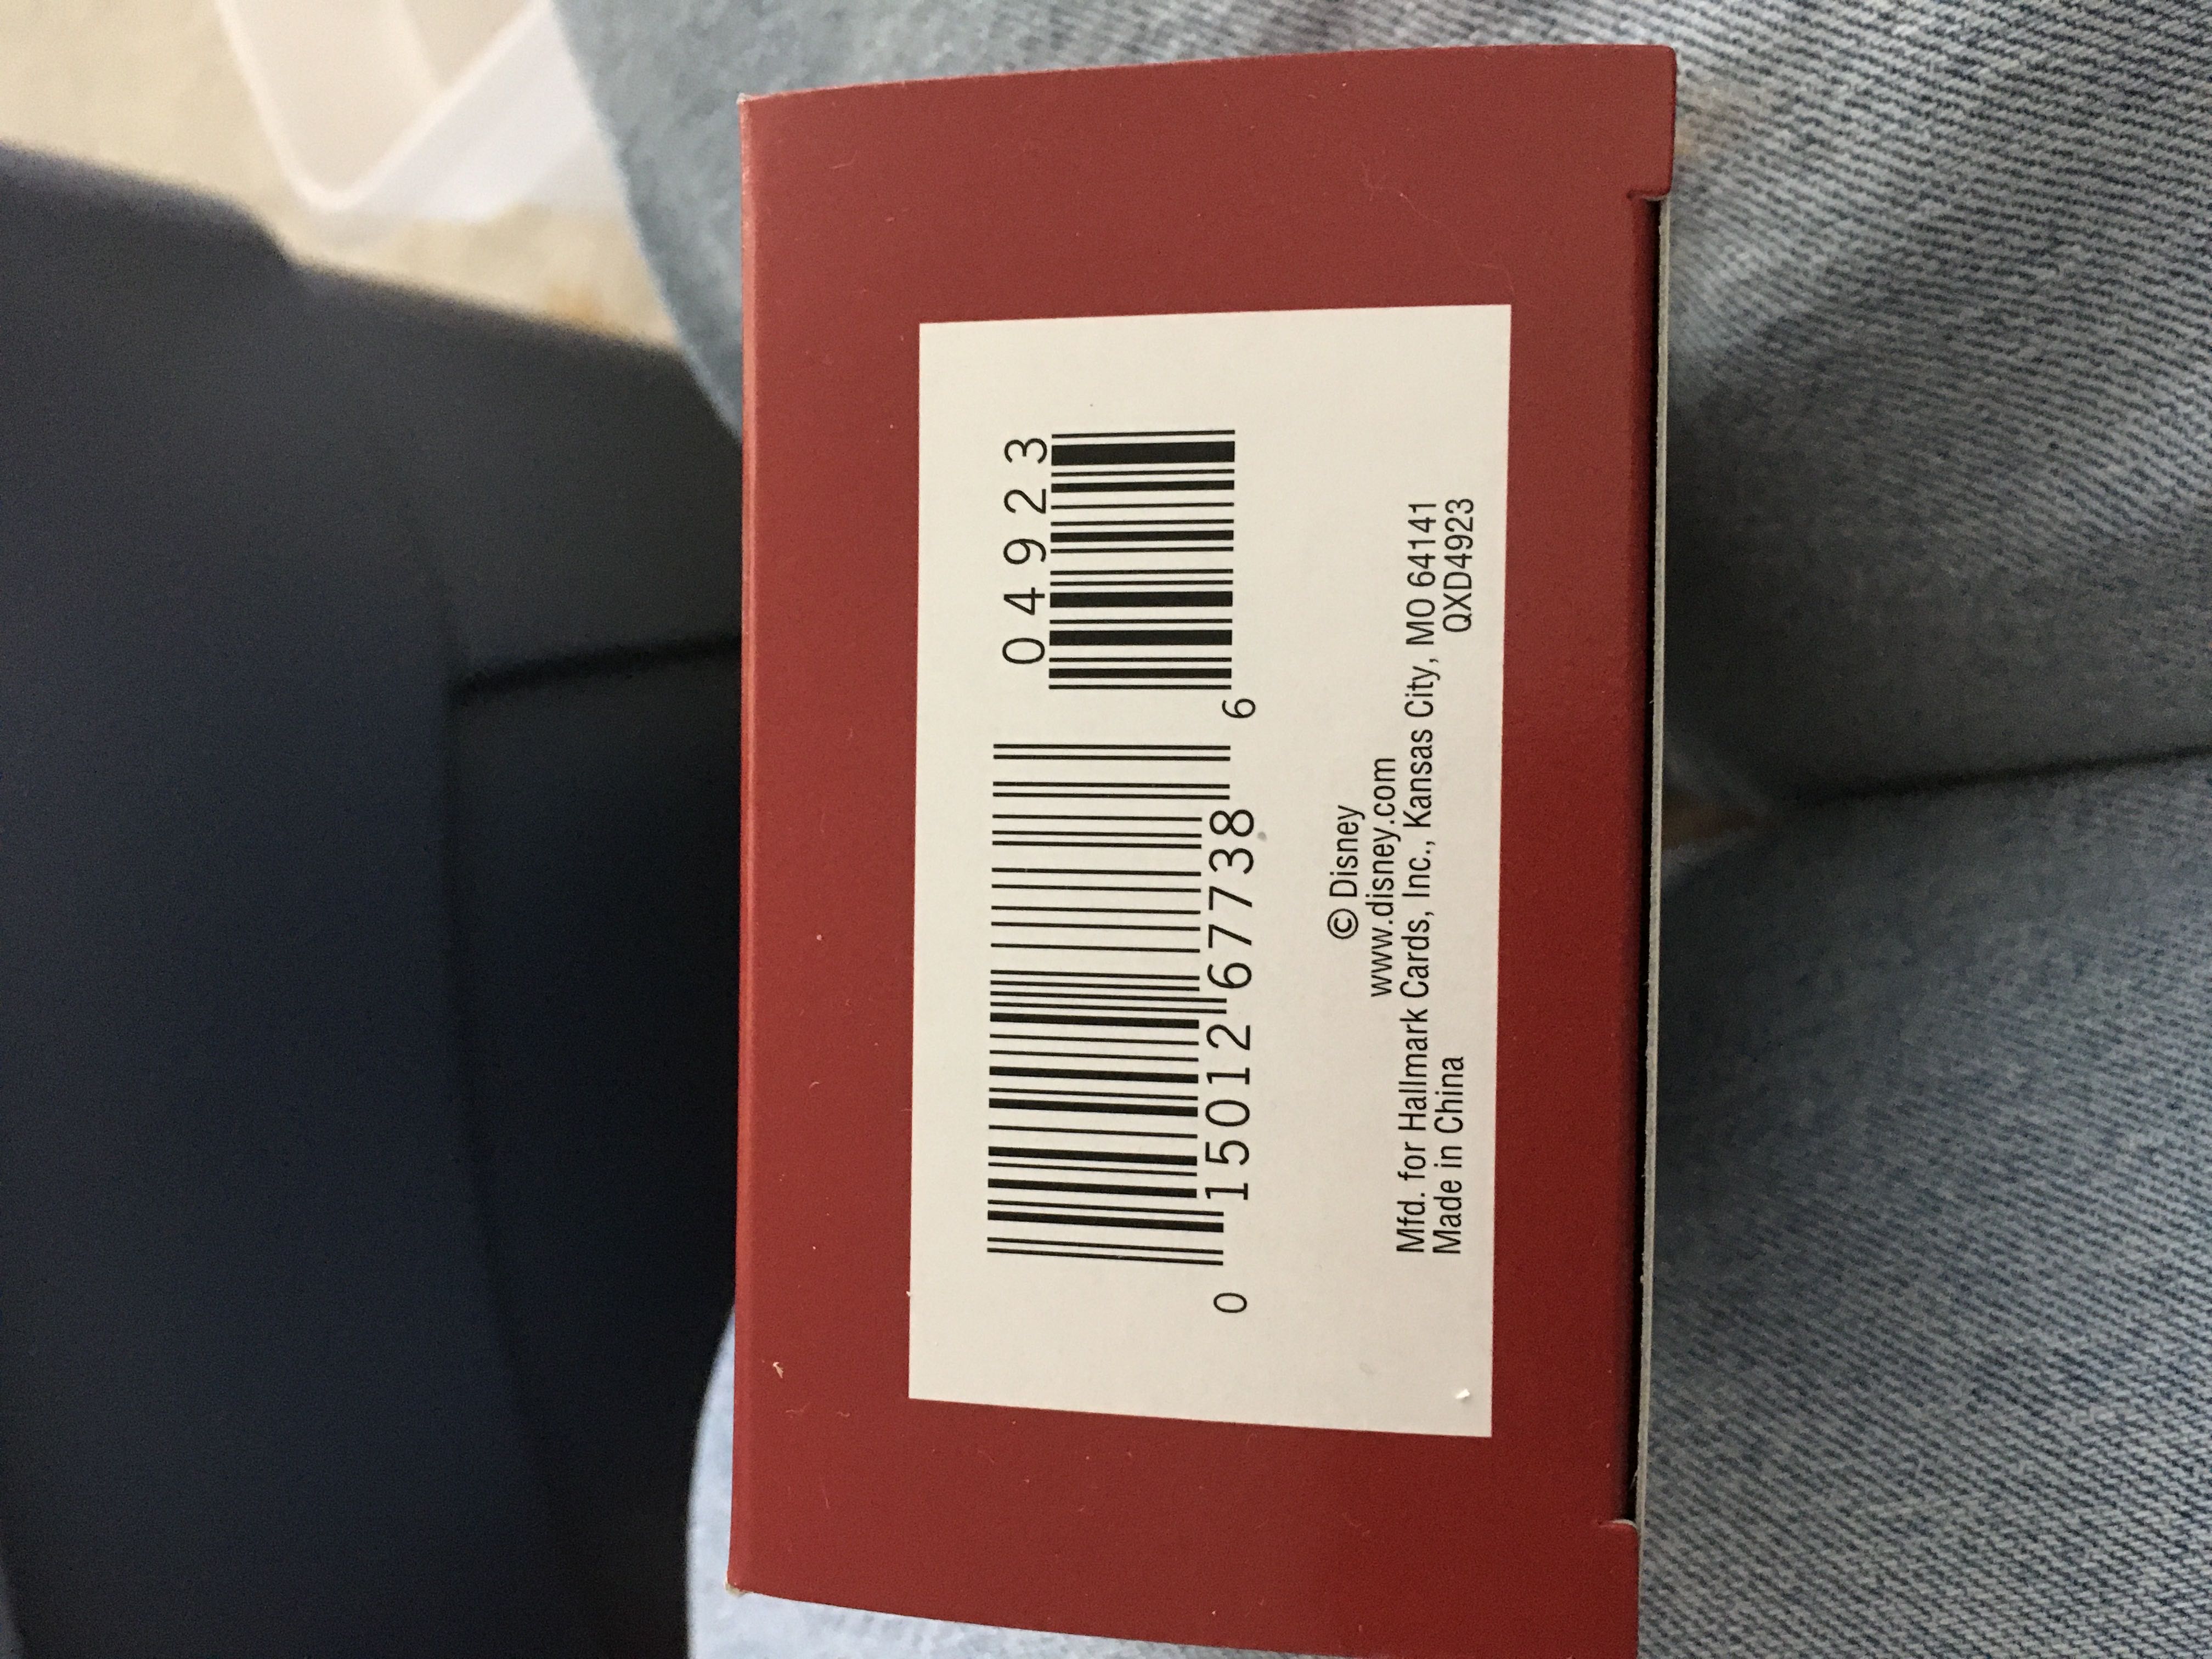 04923
0 15012 67738 6
© Disney
www.disney.com
Mfd. for Hallmark Cards, Inc., Kansas City, MO 64141
Made in China QXD4923